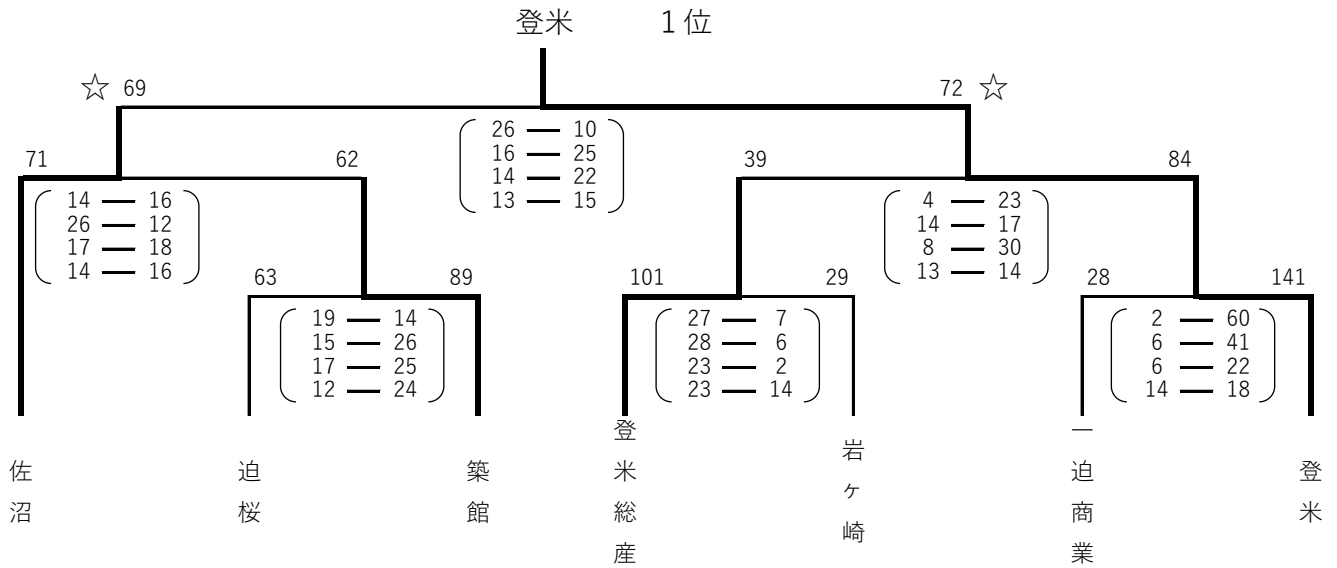 登米 1位
☆ 69 72 ☆
26 ― 10
16 ― 25
14 ― 22
13 ― 15
71 62
14 ― 16
26 ― 12
17 ― 18
14 ― 16
39 84
4 ― 23
14 ― 17
8 ― 30
13 ― 14
63 89
19 ― 14
15 ― 26
17 ― 25
12 ― 24
101 29
27 ― 7
28 ― 6
23 ― 2
23 ― 14
28 141
2 ― 60
6 ― 41
6 ― 22
14 ― 18
佐沼
迫桜
築館
登米総産
岩ヶ崎
一迫商業
登米